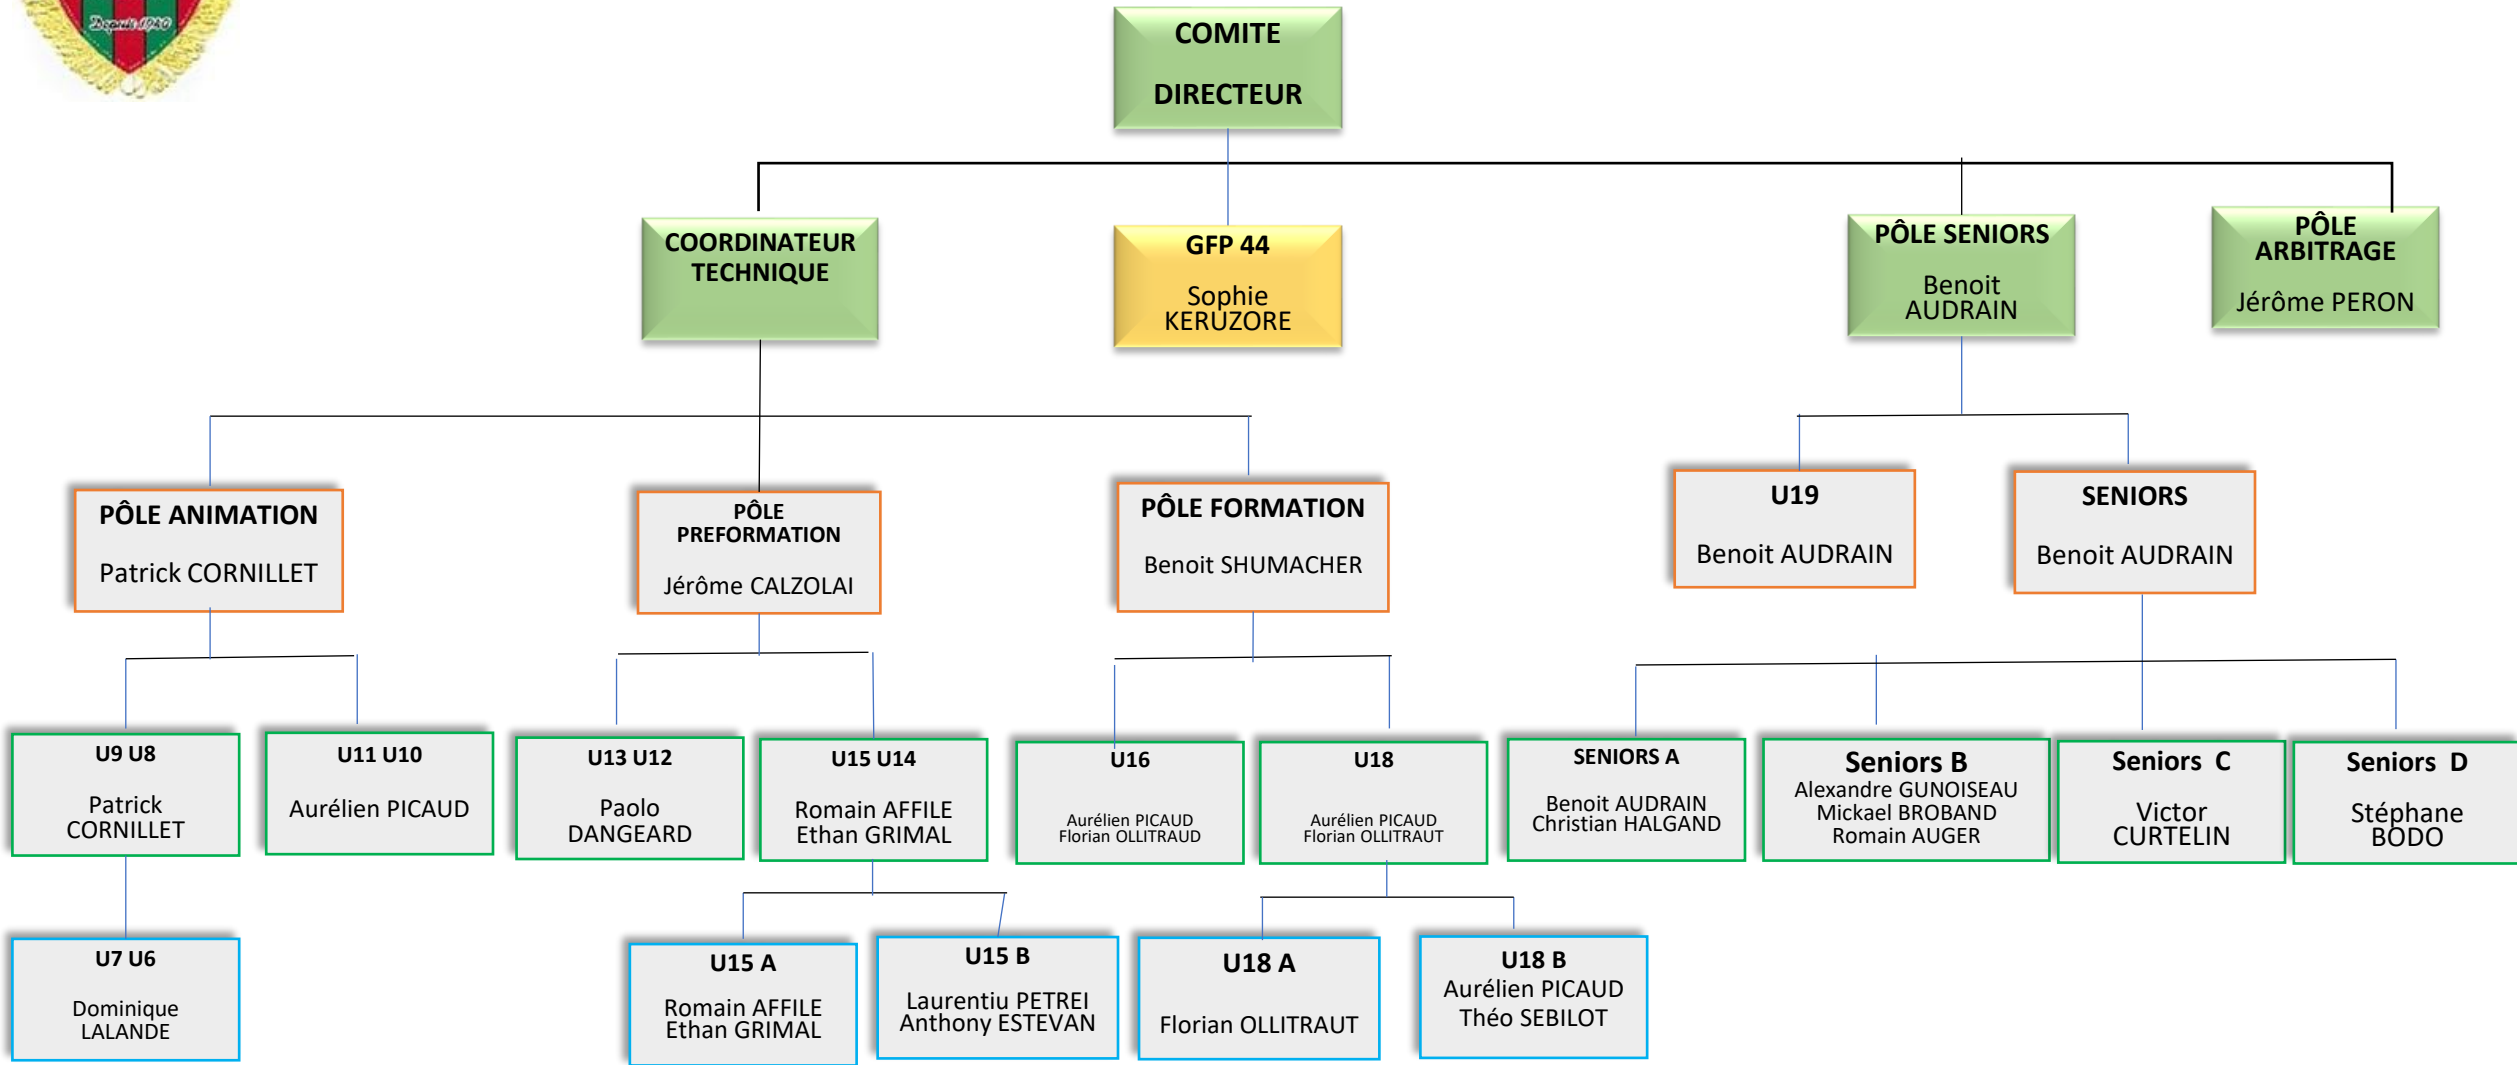 Depuis 1940
COMITE
DIRECTEUR
COORDINATEUR
TECHNIQUE
GFP 44
Sophie
KERUZORE
PÔLE SENIORS
Benoit
AUDRAIN
PÔLE
ARBITRAGE
Jérôme PERON
PÔLE ANIMATION
Patrick CORNILLET
PÔLE
PREFORMATION
Jérôme CALZOLAI
PÔLE FORMATION
Benoit SHUMACHER
U19
Benoit AUDRAIN
SENIORS
Benoit AUDRAIN
U9 U8
Patrick
CORNILLET
U11 U10
Aurélien PICAUD
U13 U12
Paolo
DANGEARD
U15 U14
Romain AFFILE
Ethan GRIMAL
U16
Aurélien PICAUD
Florian OLLITRAUD
U18
Aurélien PICAUD
Florian OLLITRAUT
SENIORS A
Benoit AUDRAIN
Christian HALGAND
Seniors B
Alexandre GUNOISEAU
Mickael BROBAND
Romain AUGER
Seniors C
Victor
CURTELIN
Seniors D
Stéphane
BODO
U7 U6
Dominique
LALANDE
U15 A
Romain AFFILE
Ethan GRIMAL
U15 B
Laurentiu PETREI
Anthony ESTEVAN
U18 A
Florian OLLITRAUT
U18 B
Aurélien PICAUD
Théo SEBILOT